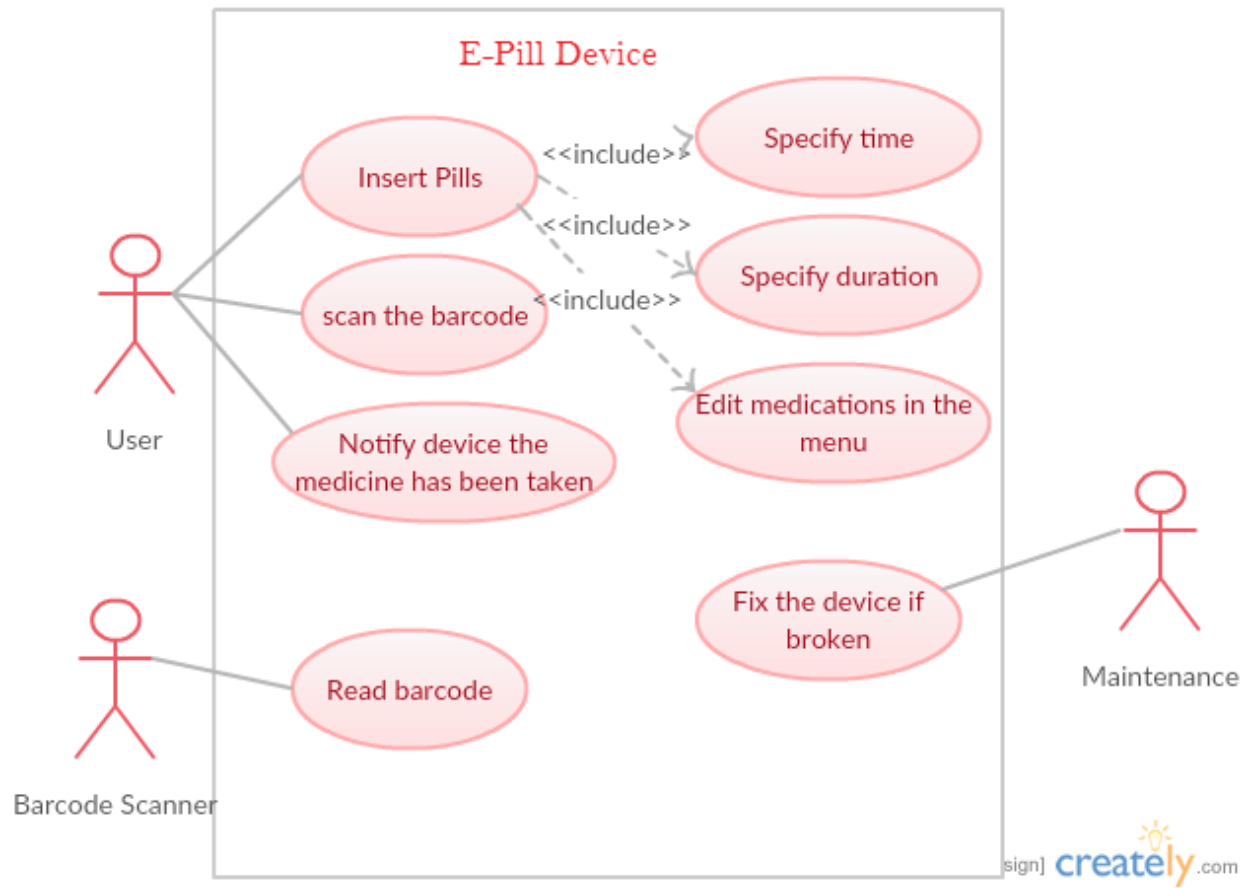 E-Pill Device
Specify time
<<include>>
Insert Pills
<<include>>
Specify duration
<<include>>
scan the barcode
Edit medications in the
menu
User
Notify device the
medicine has been taken
Fix the device if
broken
Maintenance
Read barcode
Barcode Scanner
sign] creately.com